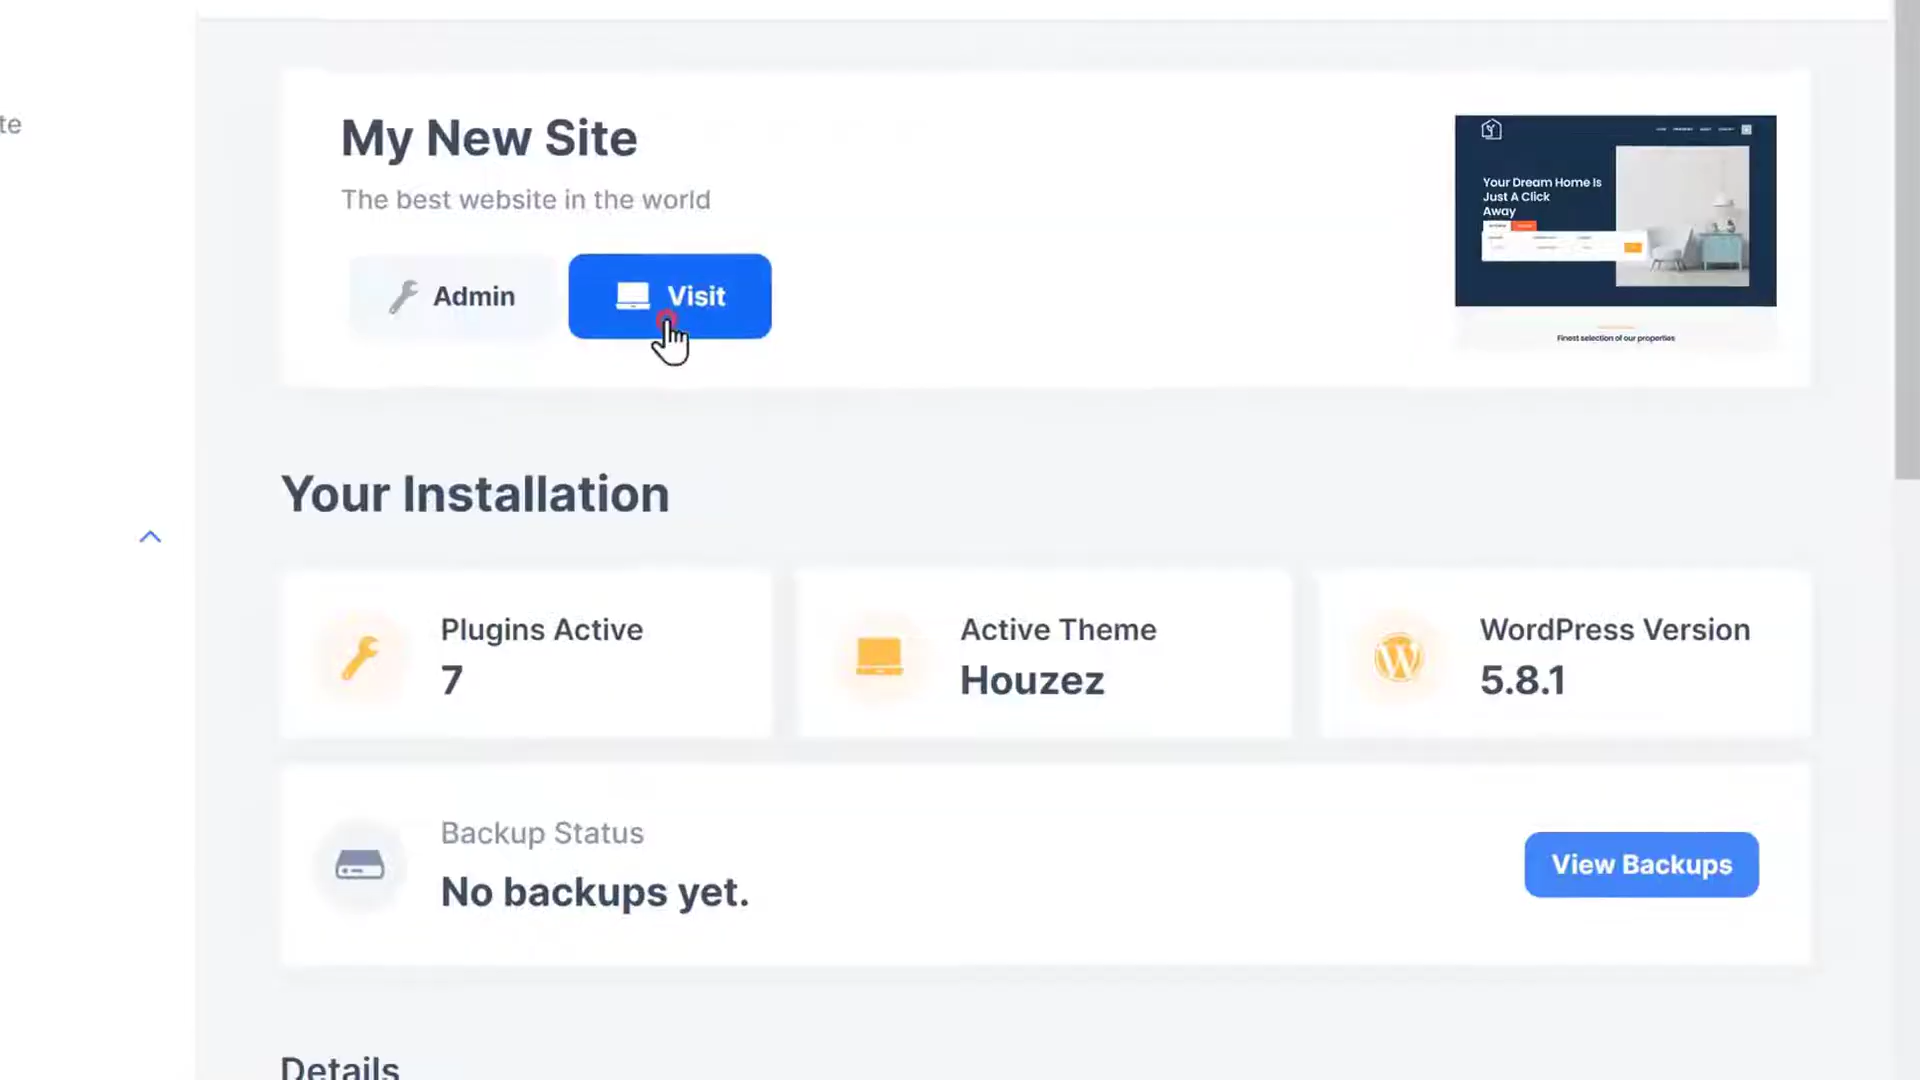 te
My New Site
The best website in the world
Admin
Visit
Your Dream Home Is
Just A Click
Away
Finest selection of our properties
Your Installation
Plugins Active
7
Active Theme
Houzez
WordPress Version
5.8.1
Backup Status
No backups yet.
View Backups
Details